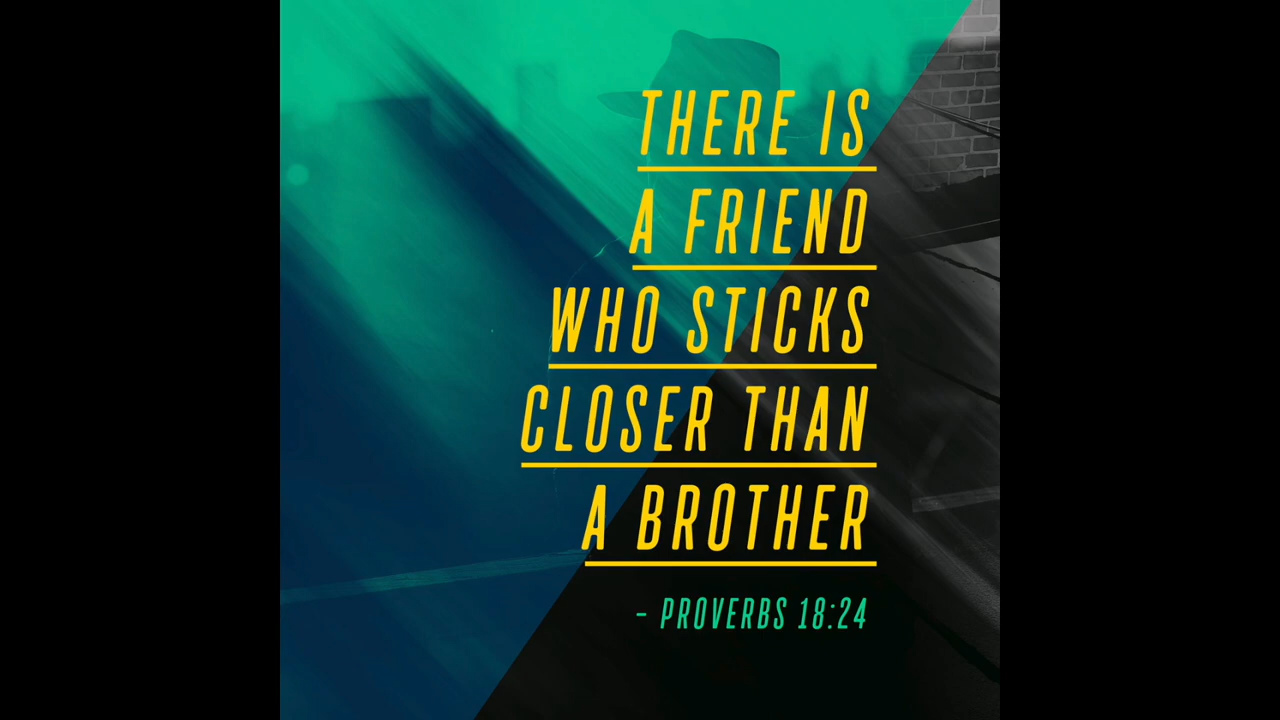 THERE IS
A FRIEND
WHO STICKS
CLOSER THAN
A BROTHER
- PROVERBS 18:24